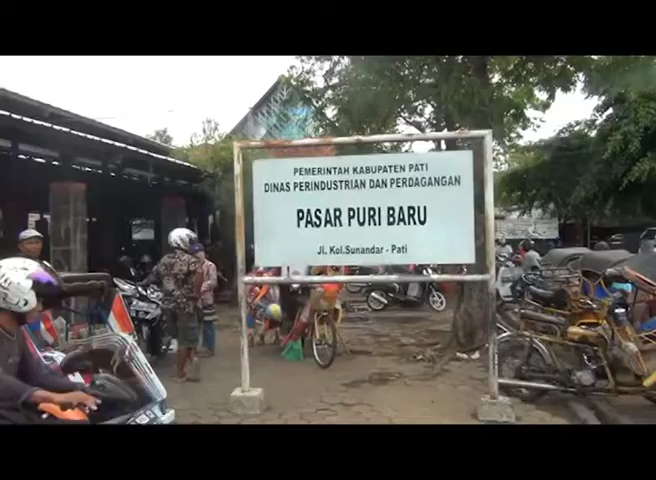 PEMERINTAH KABUPATEN PATI
DINAS PERINDUSTRIAN DAN PERDAGANGAN
PASAR PURI BARU
Jl. Kol.Sunandar - Pati